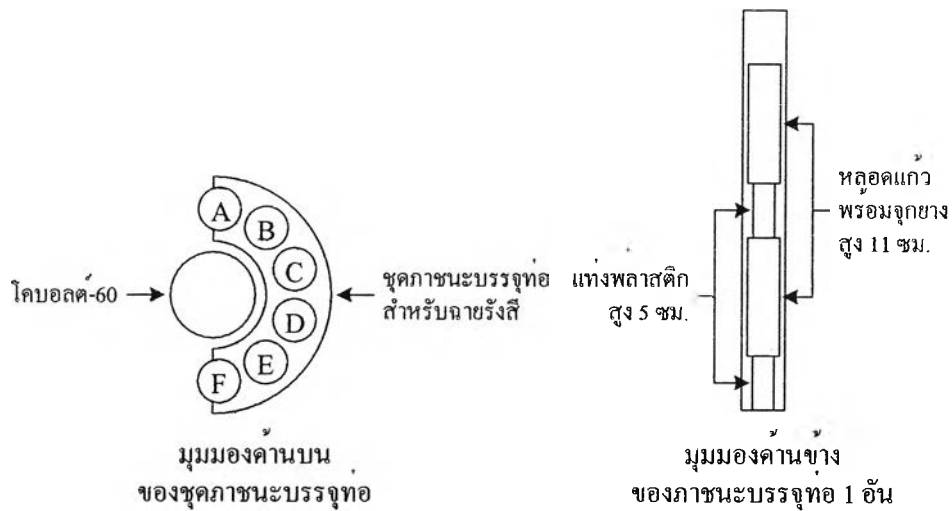 A
B
C
D
E
F
โคบอลต์-60
ชุดภาชนะบรรจุท่อ
สำหรับฉายรังสี
มุมมองด้านบน
ของชุดภาชนะบรรจุท่อ
แท่งพลาสติก
สูง 5 ซม.
หลอดแก้ว
พร้อมจุกยาง
สูง 11 ซม.
มุมมองด้านข้าง
ของภาชนะบรรจุท่อ 1 อัน